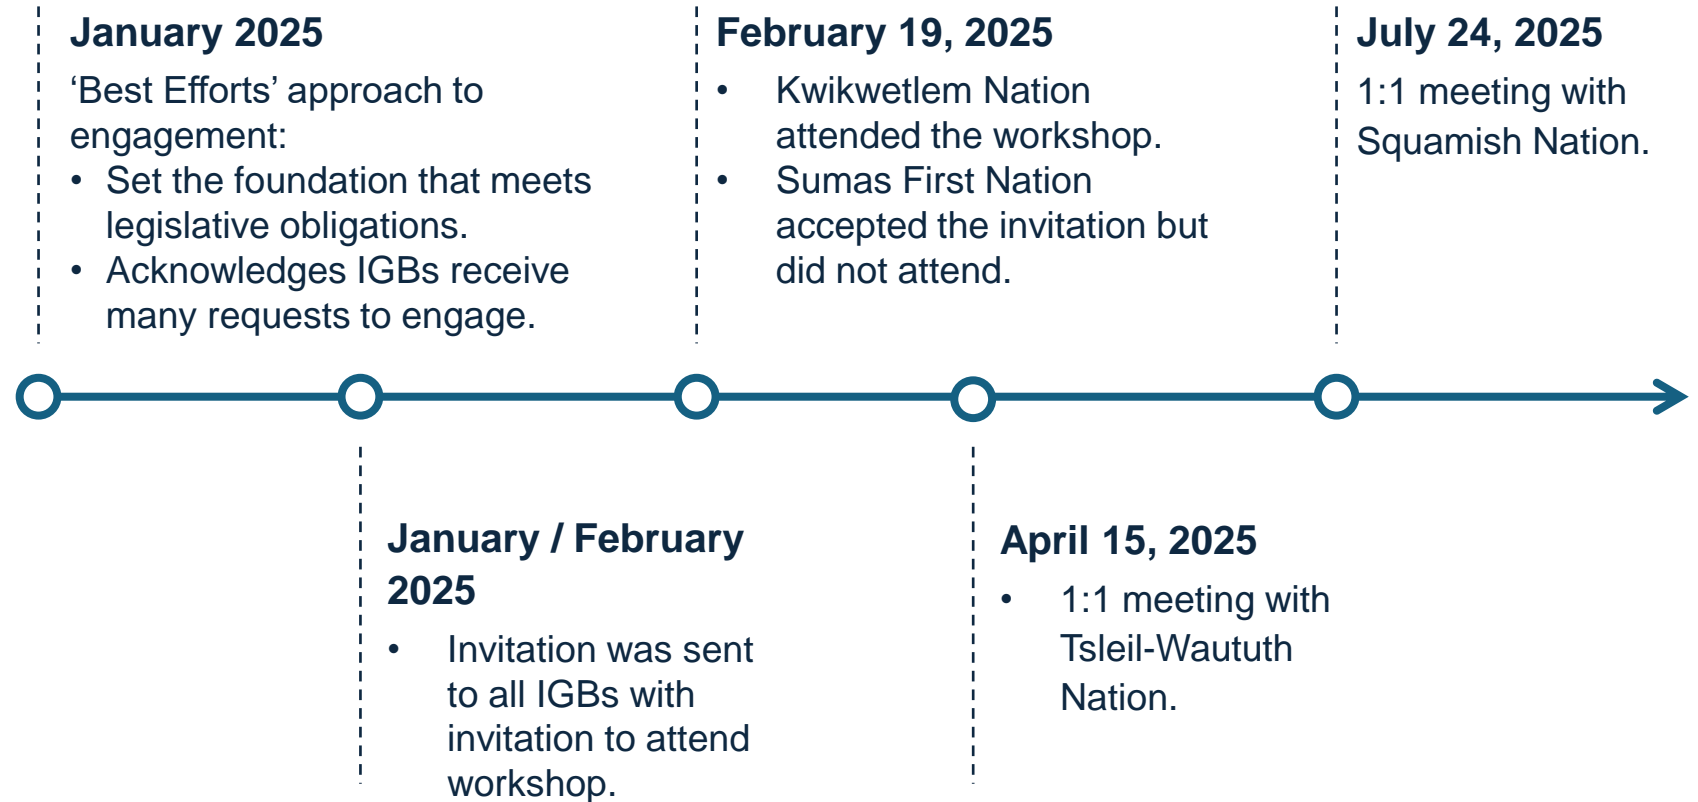 January 2025
‘Best Efforts’ approach to
engagement:
• Set the foundation that meets
legislative obligations.
• Acknowledges IGBs receive
many requests to engage.
January / February
2025
• Invitation was sent
to all IGBs with
invitation to attend
workshop.
February 19, 2025
• Kwikwetlem Nation
attended the workshop.
• Sumas First Nation
accepted the invitation but
did not attend.
April 15, 2025
• 1:1 meeting with
Tsleil-Waututh
Nation.
July 24, 2025
1:1 meeting with
Squamish Nation.